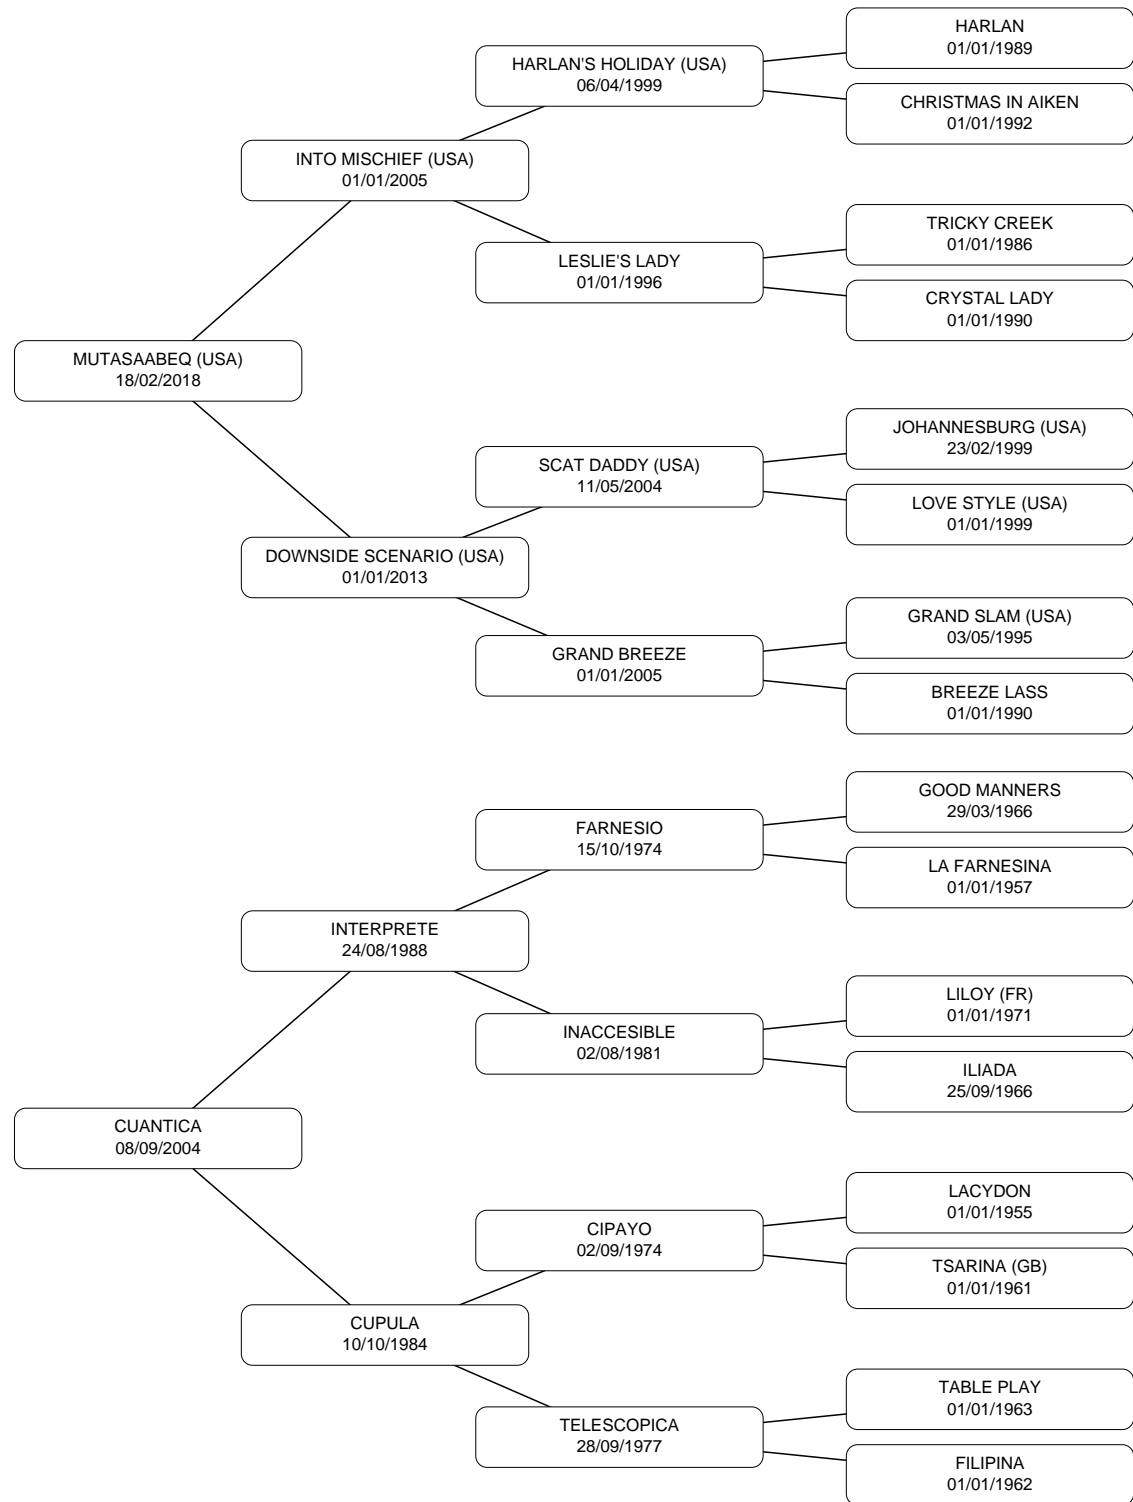 HARLAN
01/01/1989
HARLAN'S HOLIDAY (USA)
06/04/1999
CHRISTMAS IN AIKEN
01/01/1992
INTO MISCHIEF (USA)
01/01/2005
TRICKY CREEK
01/01/1986
LESLIE'S LADY
01/01/1996
CRYSTAL LADY
01/01/1990
MUTASAABEQ (USA)
18/02/2018
JOHANNESBURG (USA)
23/02/1999
SCAT DADDY (USA)
11/05/2004
LOVE STYLE (USA)
01/01/1999
DOWNSIDE SCENARIO (USA)
01/01/2013
GRAND SLAM (USA)
03/05/1995
GRAND BREEZE
01/01/2005
BREEZE LASS
01/01/1990
GOOD MANNERS
29/03/1966
FARNESIO
15/10/1974
LA FARNESINA
01/01/1957
INTERPRETE
24/08/1988
LILOY (FR)
01/01/1971
INACCESIBLE
02/08/1981
ILIADA
25/09/1966
CUANTICA
08/09/2004
LACYDON
01/01/1955
CIPAYO
02/09/1974
TSARINA (GB)
01/01/1961
CUPULA
10/10/1984
TABLE PLAY
01/01/1963
TELESCOPICA
28/09/1977
FILIPINA
01/01/1962